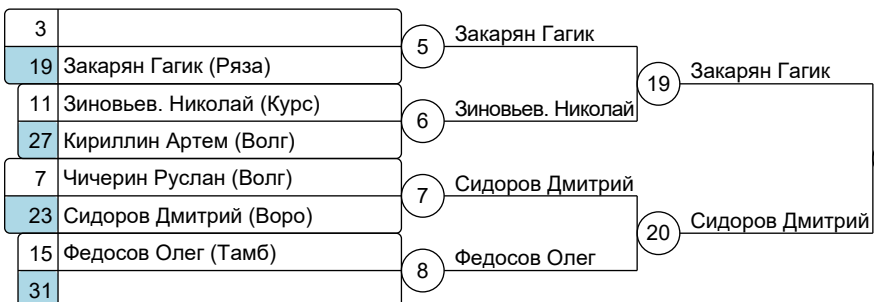 3
5 Закарян Гагик
19 Закарян Гагик (Ряза)
19 Закарян Гагик
11 Зиновьев. Николай (Курс)
6 Зиновьев. Николай
27 Кириллин Артем (Волг)
7 Чичерин Руслан (Волг)
7 Сидоров Дмитрий
23 Сидоров Дмитрий (Воро)
20 Сидоров Дмитрий
15 Федосов Олег (Тамб)
8 Федосов Олег
31